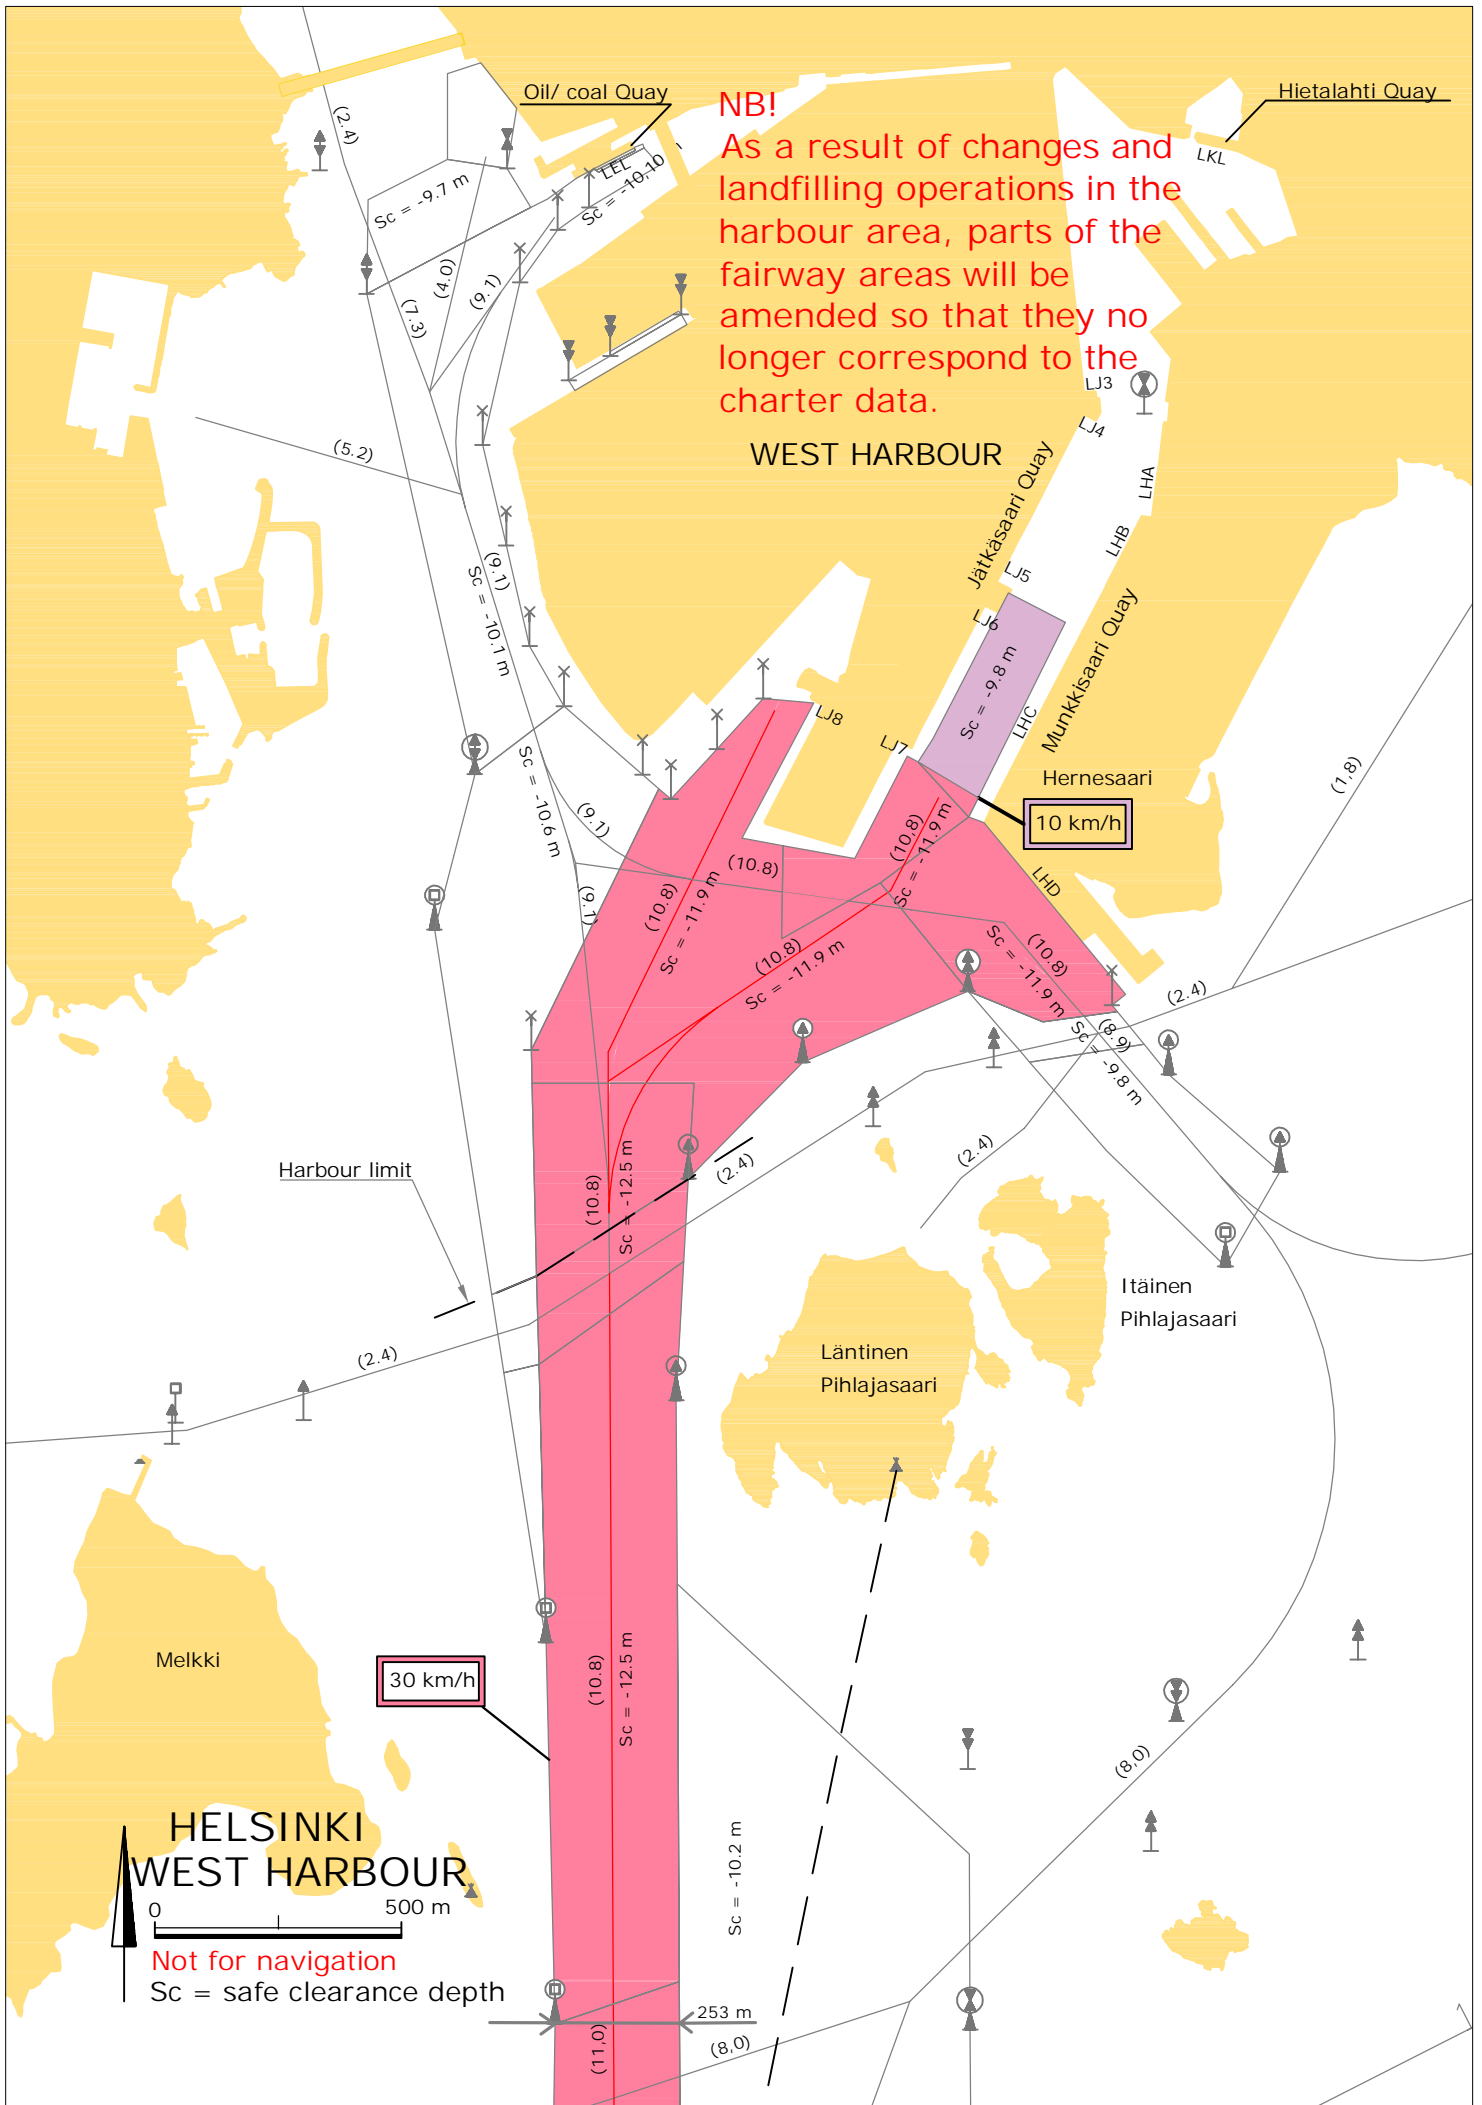 Oil/ coal Quay
NB!
As a result of changes and
landfilling operations in the
harbour area, parts of the
fairway areas will be
amended so that they no
longer correspond to the
charter data.
Hietalahti Quay
LKL
(2.4)
LEL
Sc = -10,10
Sc = -9.7 m
(4.0)
(9.1)
(7.3)
LJ3
LJ4
WEST HARBOUR
(5.2)
Jätkäsaari Quay
LHA
LHB
(9.1)
Sc = -10.1 m
LJ5
LJ6
Sc = -9.8 m
Munkkisaari Quay
LHC
LJ8
LJ7
Hernesaari
(1,8)
10 km/h
Sc = -10.6 m
(9.1)
(9.1)
(10.8)
Sc = -11.9 m
(10.8)
(10,8)
Sc = -11.9 m
LHD
(10.8)
Sc = -11.9 m
(10.8)
Sc = -11.9 m
(2.4)
(8.9)
Sc = -9.8 m
(2.4)
(2.4)
Harbour limit
(10.8)
Sc = -12.5 m
Itäinen
Pihlajasaari
Läntinen
Pihlajasaari
(2.4)
Melkki
30 km/h
(10.8)
Sc = -12.5 m
(8,0)
Sc = -10.2 m
HELSINKI
WEST HARBOUR
0
500 m
Not for navigation
Sc = safe clearance depth
253 m
(11,0)
(8,0)